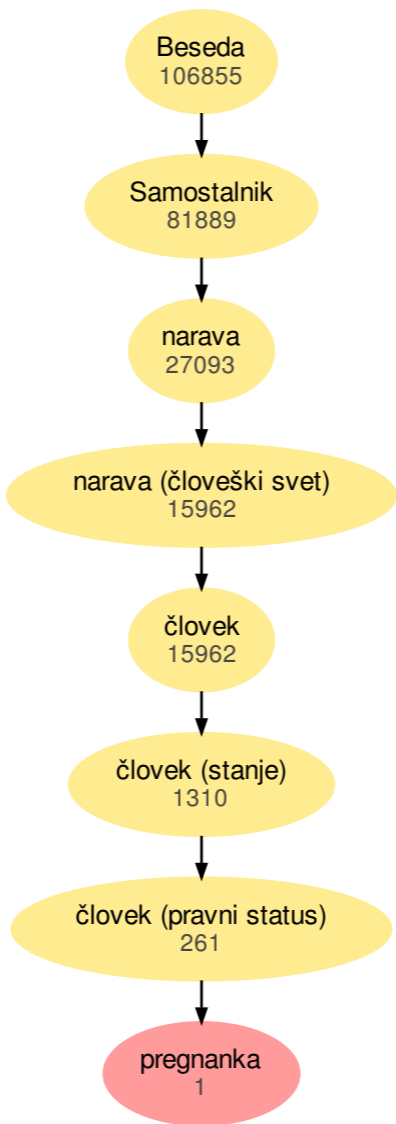 Beseda
106855
Samostalnik
81889
narava
27093
narava (človeški svet)
15962
človek
15962
človek (stanje)
1310
človek (pravni status)
261
pregnanka
1